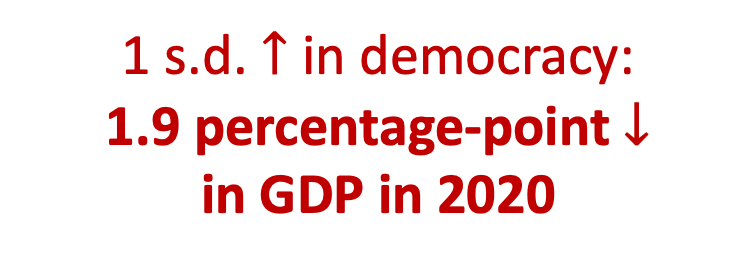 1 s.d. ↑ in democracy:
1.9 percentage-point ↓
in GDP in 2020